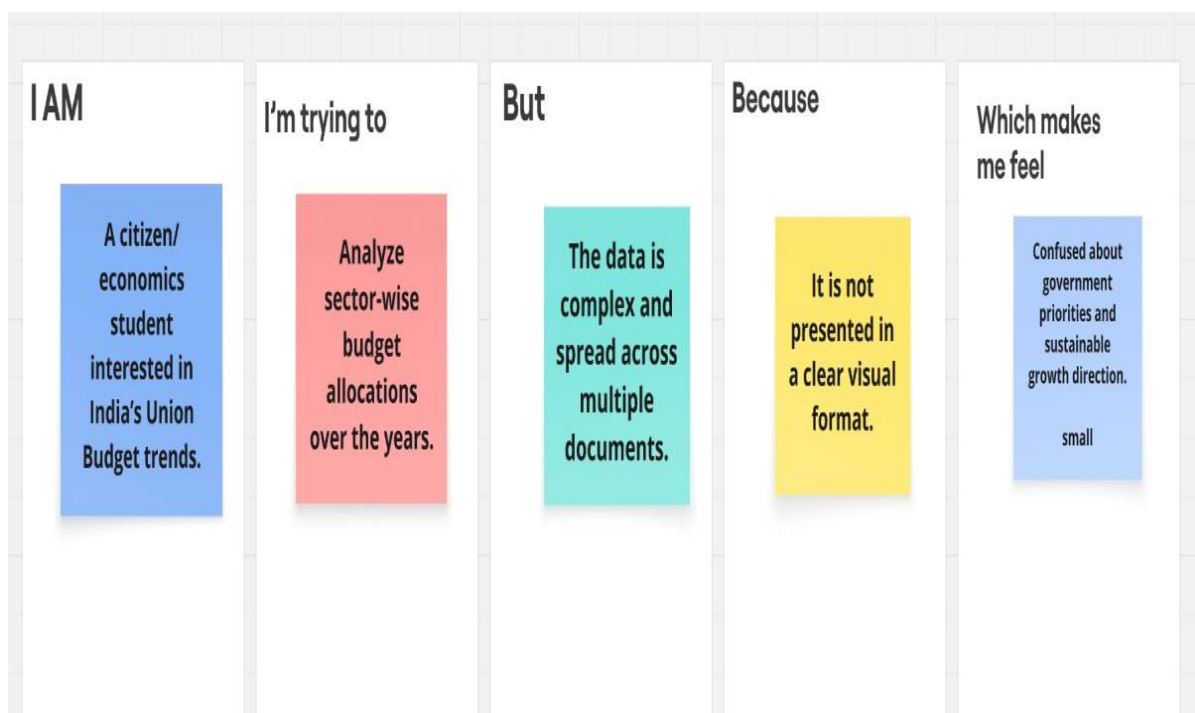 I AM
A citizen/
economics
student
interested in
India's Union
Budget trends.
I'm trying to
Analyze
sector-wise
budget
allocations
over the years.
But
The data is
complex and
spread across
multiple
documents.
Because
It is not
presented in
a clear visual
format.
Which makes
me feel
Confused about
government
priorities and
sustainable
growth direction.
small